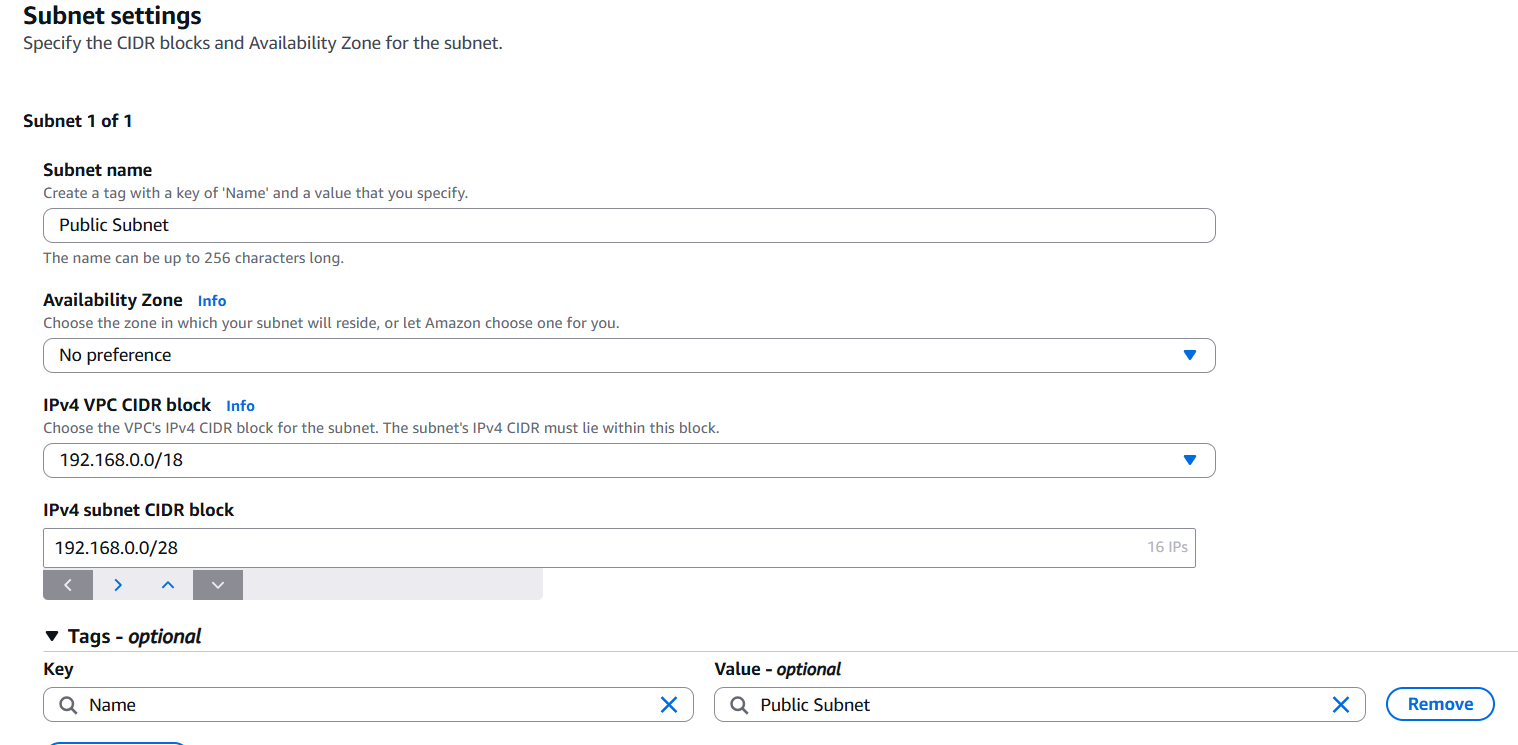 Subnet settings
Specify the CIDR blocks and Availability Zone for the subnet.
Subnet 1 of 1
Subnet name
Create a tag with a key of 'Name' and a value that you specify.
Public Subnet
The name can be up to 256 characters long.
Availability Zone Info
Choose the zone in which your subnet will reside, or let Amazon choose one for you.
No preference
IPv4 VPC CIDR block Info
Choose the VPC's IPv4 CIDR block for the subnet. The subnet's IPv4 CIDR must lie within this block.
192.168.0.0/18
IPv4 subnet CIDR block
192.168.0.0/28 16 IPs
Tags - optional
Key Value - optional
Name Public Subnet Remove